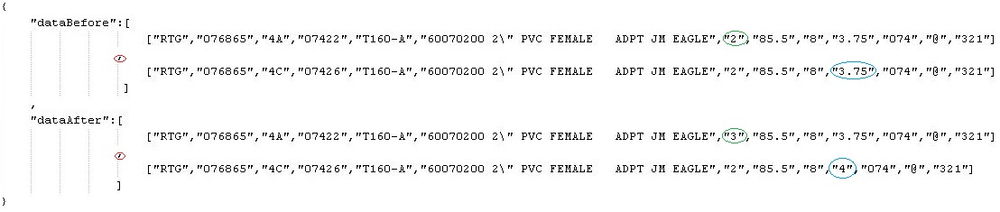 {
"dataBefore":[
["RTG","076865","4A","07422","T160-A","60070200 2\" PVC FEMALE   ADPT JM EAGLE","2","85.5","8","3.75","074","@","321"]
,
["RTG","076865","4C","07426","T160-A","60070200 2\" PVC FEMALE   ADPT JM EAGLE","2","85.5","8","3.75","074","@","321"]
]
,
"dataAfter":[
["RTG","076865","4A","07422","T160-A","60070200 2\" PVC FEMALE   ADPT JM EAGLE","3","85.5","8","3.75","074","@","321"]
,
["RTG","076865","4C","07426","T160-A","60070200 2\" PVC FEMALE   ADPT JM EAGLE","2","85.5","8","4","074","@","321"]
]
}